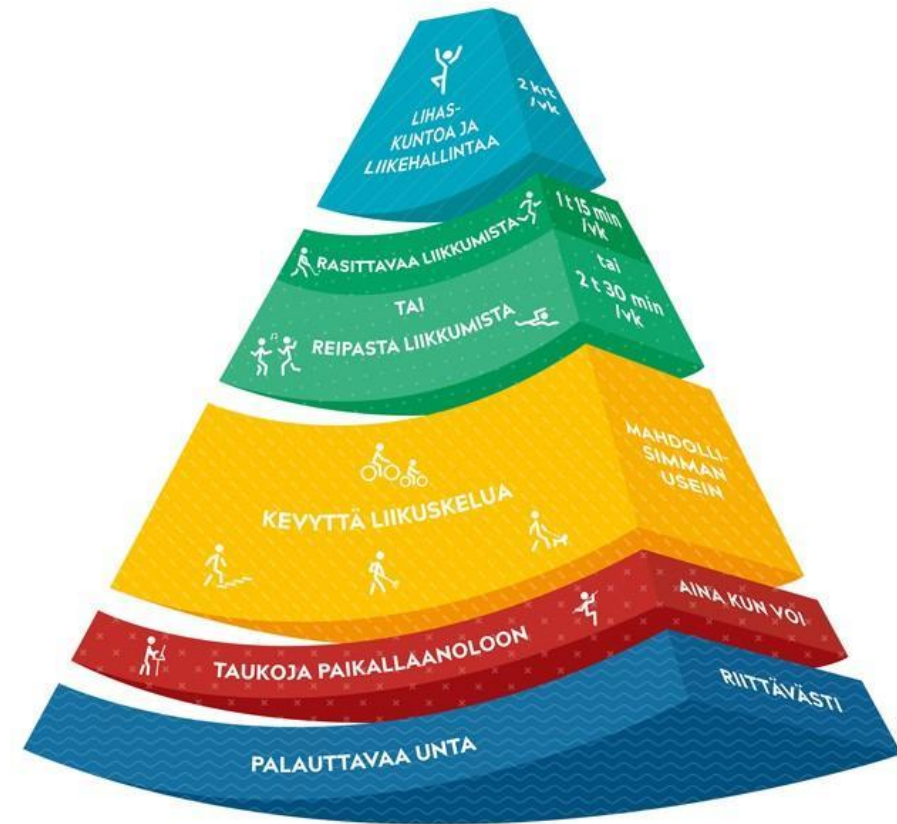 LIHAS-
KUNTOA JA
LIIKEHALLINTAA
2 krt
/vk
RASITTAVAA LIIKKUMISTA
1 t 15 min
/vk
TAI
REIPASTA LIIKKUMISTA
tai
2 t 30 min
/vk
KEVYTTÄ LIIKUSKELUA
MAHDOLLI-
SIMMAN
USEIN
TAUKOJA PAIKALLAANOLOON
AINA KUN VOI
PALAUTTAVAA UNTA
RIITTÄVÄSTI